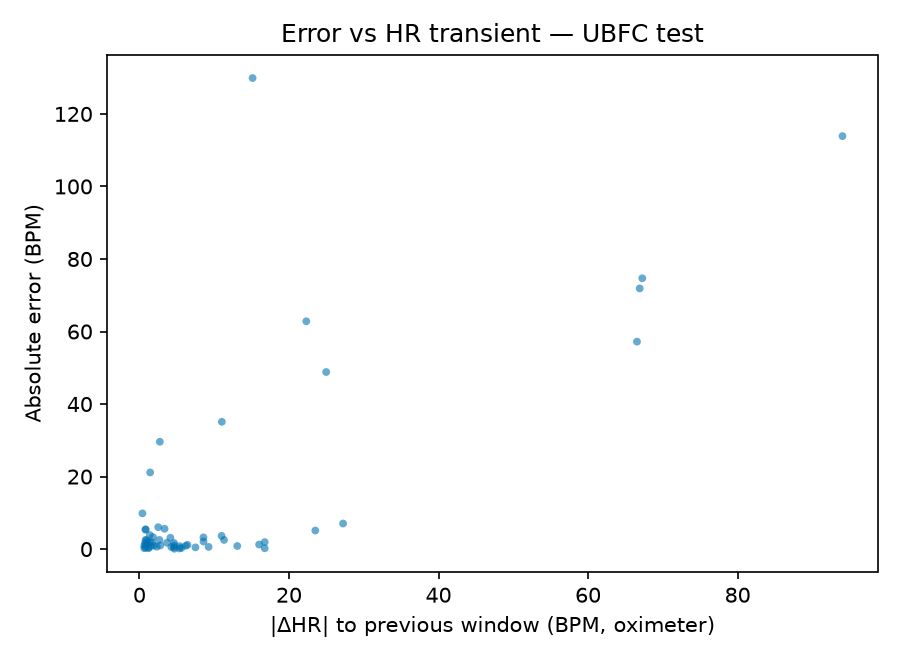 Error vs HR transient — UBFC test
Absolute error (BPM)
120
100
80
60
40
20
0
0 20 40 60 80
|ΔHR| to previous window (BPM, oximeter)